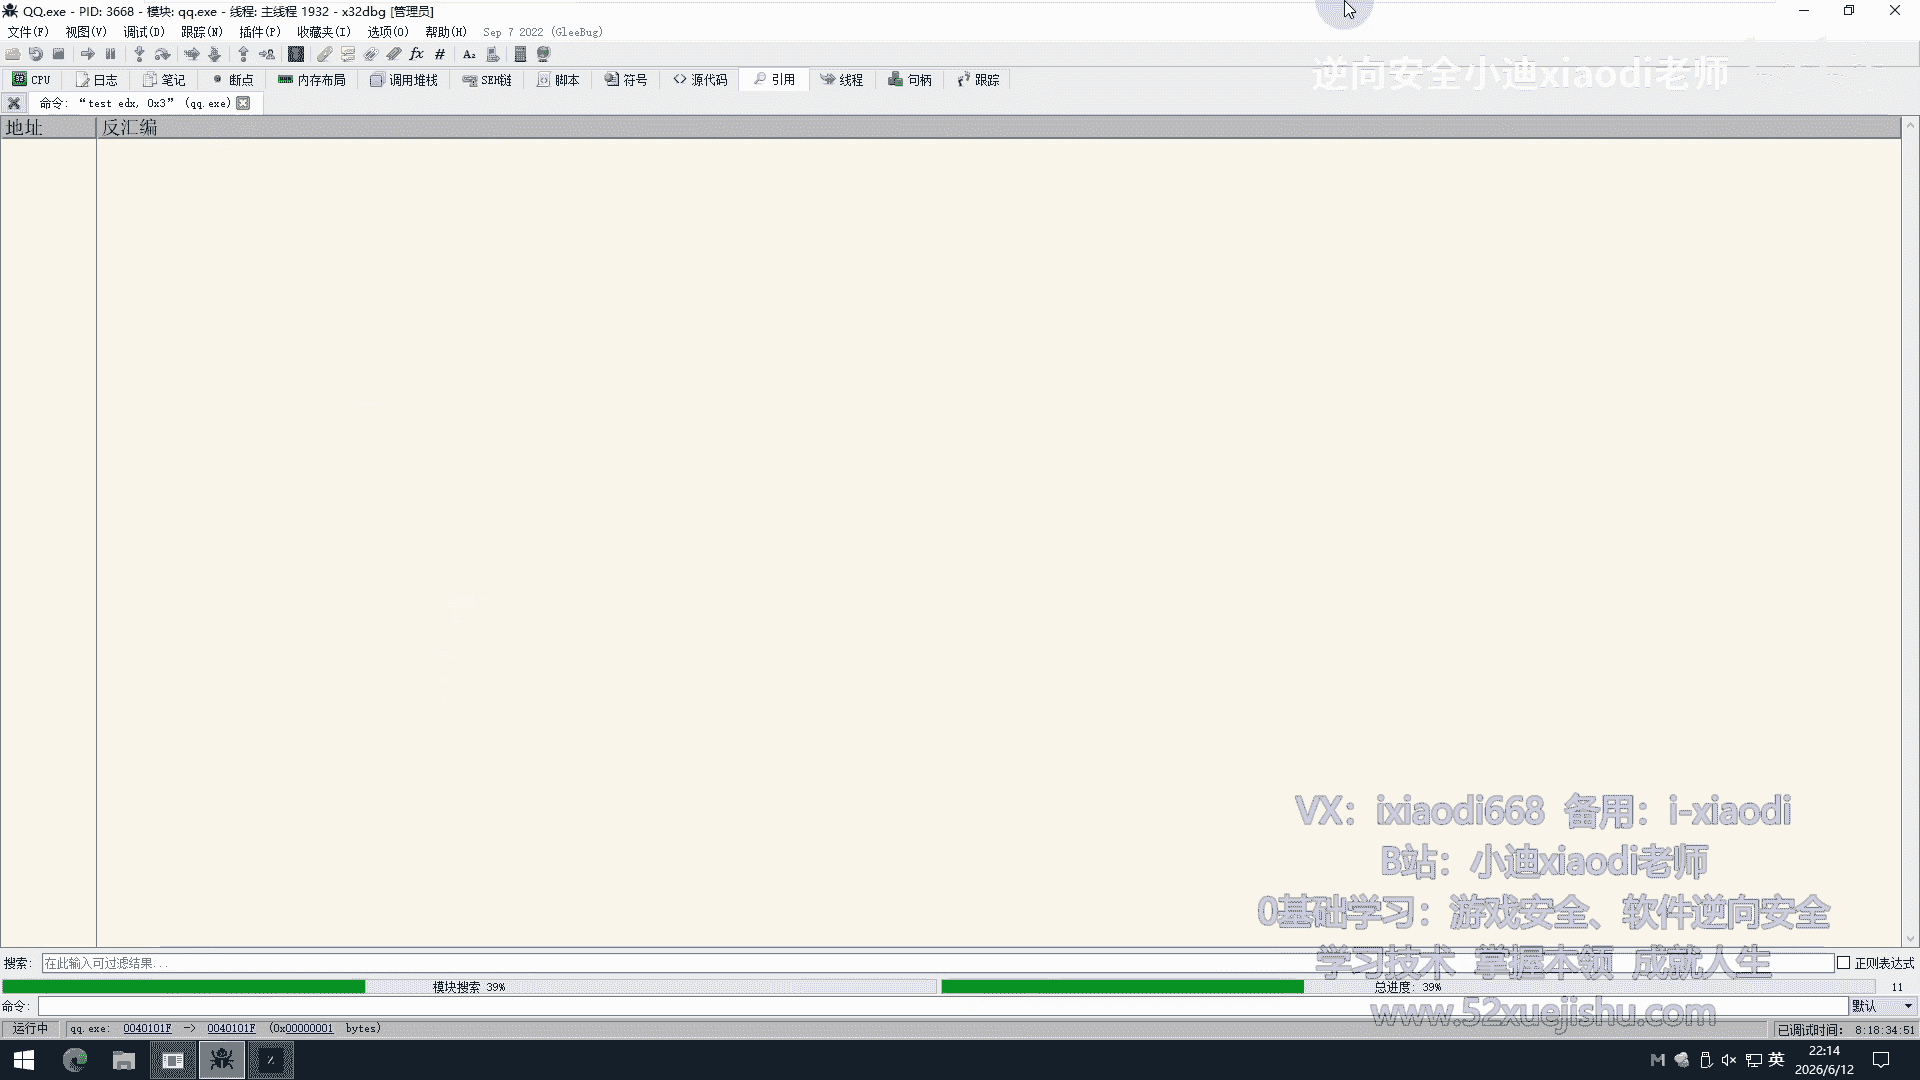 QQ.exe - PID: 3668 - 模块: qq.exe - 线程: 主线程 1932 - x32dbg [管理员]
文件(F) 视图(V) 调试(D) 跟踪(N) 插件(P) 收藏夹(I) 选项(O) 帮助(H) Sep 7 2022 (GleeBug)
CPU 日志 笔记 断点 内存布局 调用堆栈 SEH链 脚本 符号 源代码 引用 线程 句柄 跟踪
逆向安全小迪xiaodi老师
命令: “test edx, 0x3” (qq.exe)
地址 反汇编
VX：ixiaodi668 备用：i-xiaodi
B站：小迪xiaodi老师
0基础学习：游戏安全、软件逆向安全
学习技术 掌握本领 成就人生
www.52xuejishu.com
搜索: 在此输入可过滤结果... 正则表达式
模块搜索 39% 总进度: 39% 11
命令: 默认
运行中 qq.exe: 0040101F -> 0040101F (0x00000001 bytes) 已调试时间: 8:18:34:51
英 22:14
2026/6/12